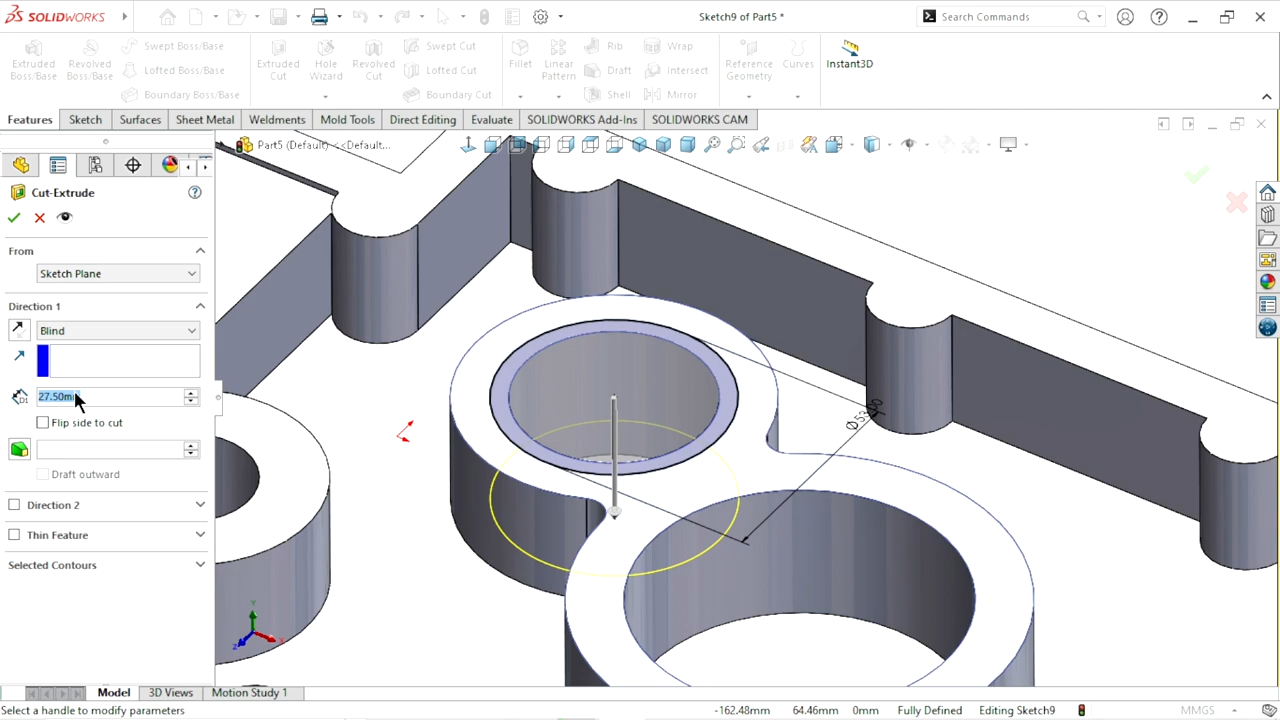 SOLIDWORKS
Sketch9 of Part5 *
Search Commands
Extruded Boss/Base
Revolved Boss/Base
Swept Boss/Base
Lofted Boss/Base
Boundary Boss/Base
Extruded Cut
Hole Wizard
Revolved Cut
Swept Cut
Lofted Cut
Boundary Cut
Fillet
Linear Pattern
Rib
Draft
Shell
Wrap
Intersect
Mirror
Reference Geometry
Curves
Instant3D
Features
Sketch
Surfaces
Sheet Metal
Weldments
Mold Tools
Direct Editing
Evaluate
SOLIDWORKS Add-Ins
SOLIDWORKS CAM
Part5 (Default) <<Default...
Cut-Extrude
From
Sketch Plane
Direction 1
Blind
D1
27.50m
Flip side to cut
Draft outward
Direction 2
Thin Feature
Selected Contours
Y
X
Z
Model
3D Views
Motion Study 1
Select a handle to modify parameters
-162.48mm
64.46mm
0mm
Fully Defined
Editing Sketch9
MMGS